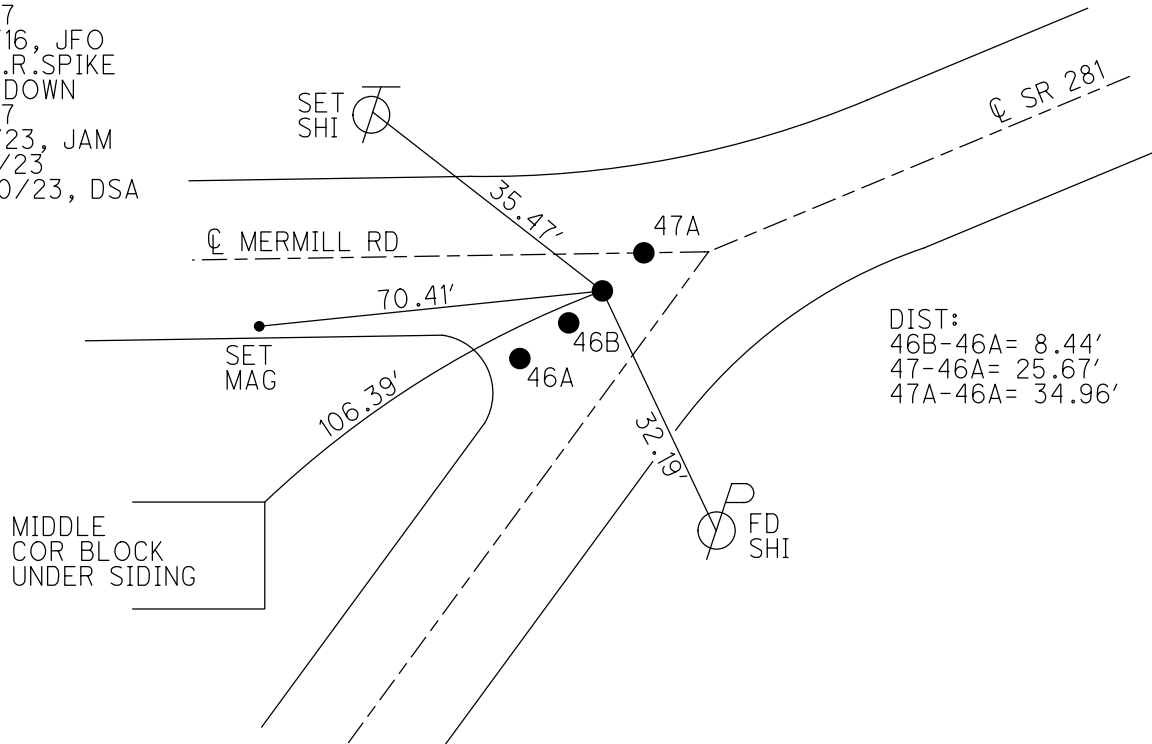 7
/16, JFO
.R.SPIKE
DOWN
7
/23, JAM
/23
0/23, DSA
SET
SHI
35.47'
℄ SR 281
47A
℄ MERMILL RD
70.41'
SET
MAG
46B
46A
106.39'
32.19'
DIST:
46B-46A= 8.44'
47-46A= 25.67'
47A-46A= 34.96'
MIDDLE
COR BLOCK
UNDER SIDING
FD
SHI